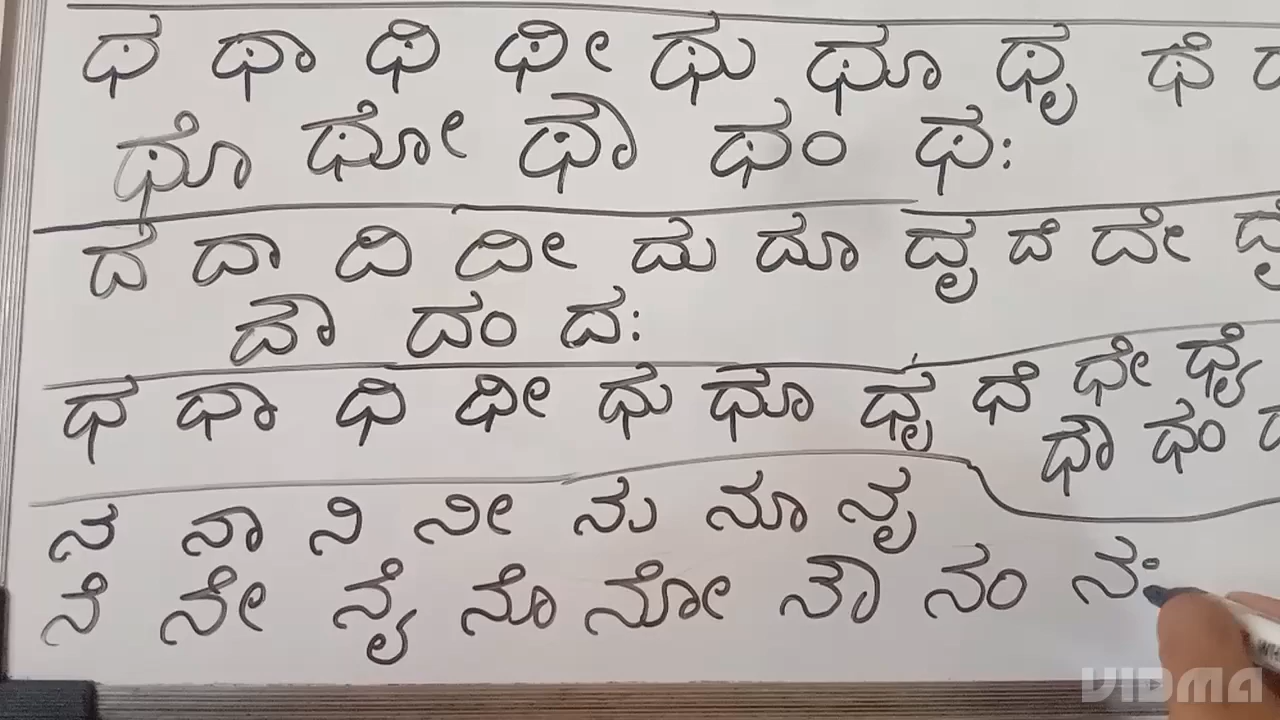 ಥ ಥಾ ಥಿ ಥೀ ಥು ಥೂ ಥೃ ಥೆ
ಥೊ ಥೋ ಥೌ ಥಂ ಥಃ
ದ ದಾ ದಿ ದೀ ದು ದೂ ದೃ ದೆ ದೇ ದೈ
ದೌ ದಂ ದಃ
ಧ ಧಾ ಧಿ ಧೀ ಧು ಧೂ ಧೃ ಧೆ ಧೇ ಧೈ
ಧೌ ಧಂ
ನ ನಾ ನಿ ನೀ ನು ನೂ ನೃ
ನೆ ನೇ ನೈ ನೊ ನೋ ನೌ ನಂ ನಃ
VIDMA